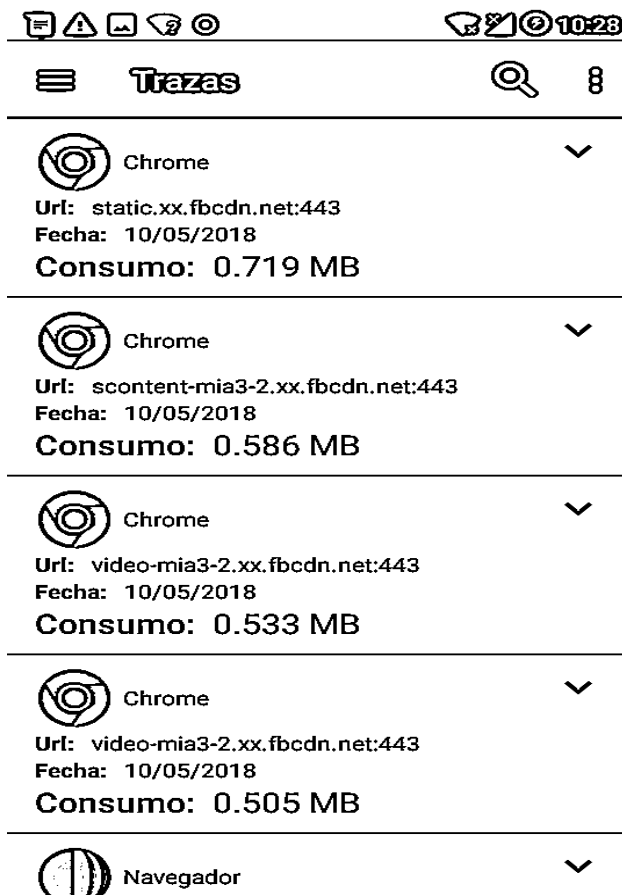 10:28
Trazas
Chrome
Url: static.xx.fbcdn.net:443
Fecha: 10/05/2018
Consumo: 0.719 MB
Chrome
Url: scontent-mia3-2.xx.fbcdn.net:443
Fecha: 10/05/2018
Consumo: 0.586 MB
Chrome
Url: video-mia3-2.xx.fbcdn.net:443
Fecha: 10/05/2018
Consumo: 0.533 MB
Chrome
Url: video-mia3-2.xx.fbcdn.net:443
Fecha: 10/05/2018
Consumo: 0.505 MB
Navegador